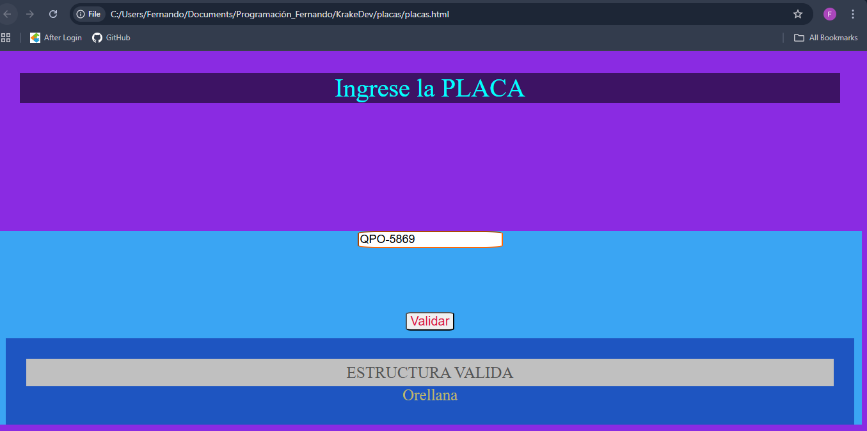 File C:/Users/Fernando/Documents/Programación_Fernando/KrakeDev/placas/placas.html F
After Login GitHub All Bookmarks
Ingrese la PLACA
QPO-5869
Validar
ESTRUCTURA VALIDA
Orellana